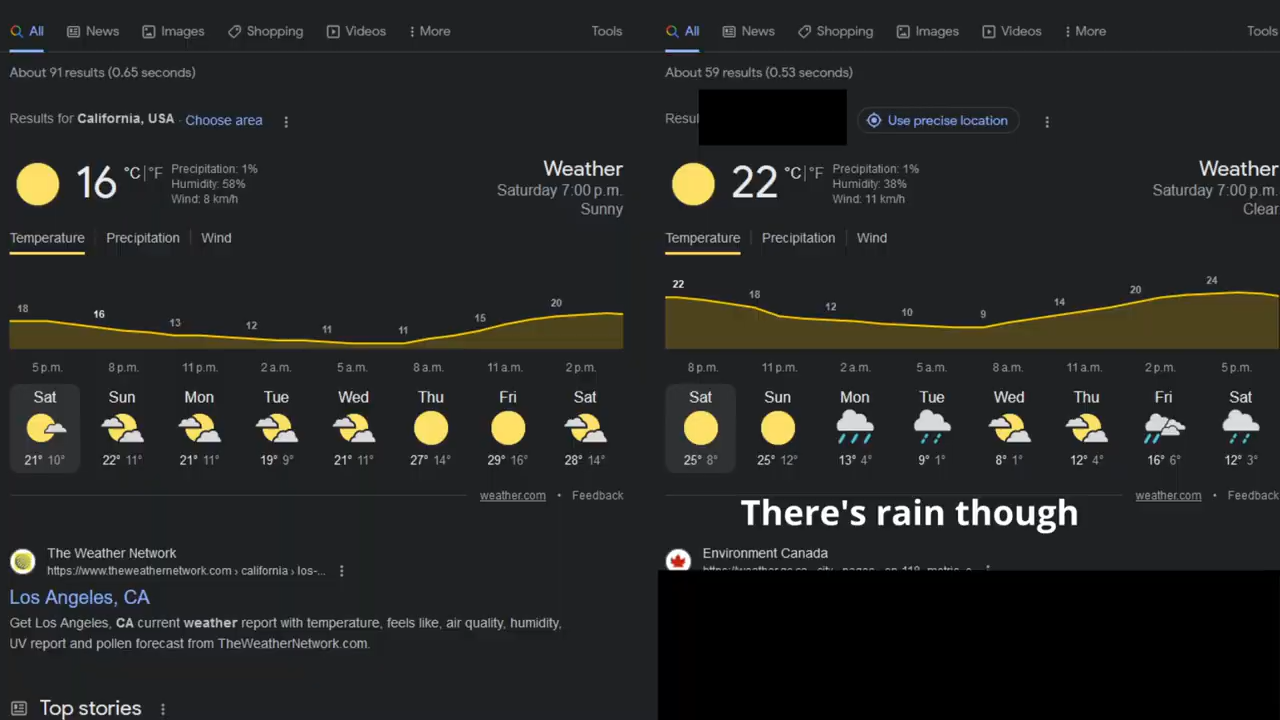 All News Images Shopping Videos More Tools
About 91 results (0.65 seconds)
Results for California, USA · Choose area
16 °C|°F
Precipitation: 1%
Humidity: 58%
Wind: 8 km/h
Weather
Saturday 7:00 p.m.
Sunny
Temperature Precipitation Wind
18 16 13 12 11 11 15 20
5 p.m. 8 p.m. 11 p.m. 2 a.m. 5 a.m. 8 a.m. 11 a.m. 2 p.m.
Sat Sun Mon Tue Wed Thu Fri Sat
21° 10° 22° 11° 21° 11° 19° 9° 21° 11° 27° 14° 29° 16° 28° 14°
weather.com • Feedback
The Weather Network
https://www.theweathernetwork.com › california › los-...
Los Angeles, CA
Get Los Angeles, CA current weather report with temperature, feels like, air quality, humidity,
UV report and pollen forecast from TheWeatherNetwork.com.
Top stories
All News Shopping Images Videos More Tools
About 59 results (0.53 seconds)
Use precise location
22 °C|°F
Precipitation: 1%
Humidity: 38%
Wind: 11 km/h
Weather
Saturday 7:00 p.m.
Clear
Temperature Precipitation Wind
22 18 12 10 9 14 20 24
8 p.m. 11 p.m. 2 a.m. 5 a.m. 8 a.m. 11 a.m. 2 p.m. 5 p.m.
Sat Sun Mon Tue Wed Thu Fri Sat
25° 8° 25° 12° 13° 4° 9° 1° 8° 1° 12° 4° 16° 6° 12° 3°
weather.com • Feedback
There's rain though
Environment Canada